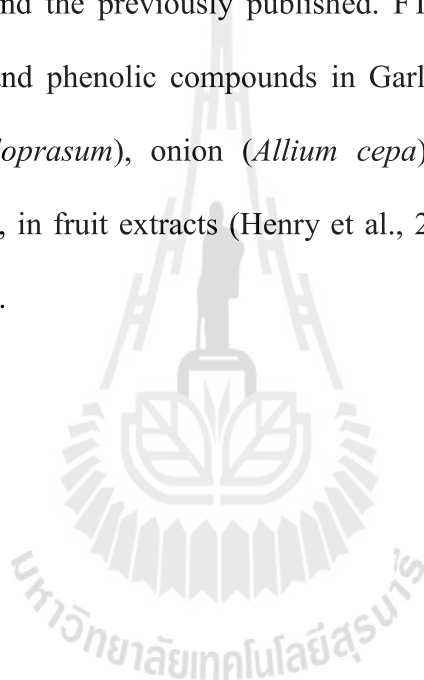 nd the previously published. FT
nd phenolic compounds in Garl
oprasum), onion (Allium cepa)
, in fruit extracts (Henry et al., 2
.
มหาวิทยาลัยเทคโนโลยีสุรนารี